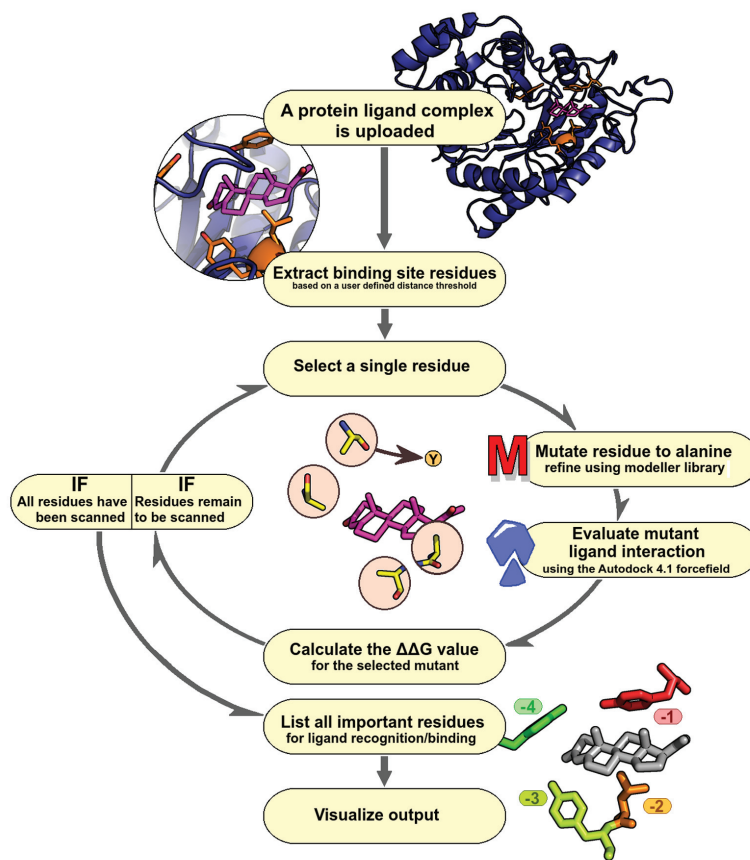 A protein ligand complex
is uploaded
Extract binding site residues
based on a user defined distance threshold
Select a single residue
M
Mutate residue to alanine
refine using modeller library
Y
IF
All residues have
been scanned
IF
Residues remain
to be scanned
Evaluate mutant
ligand interaction
using the Autodock 4.1 forcefield
Calculate the ΔΔG value
for the selected mutant
List all important residues
for ligand recognition/binding
-4
-1
-3
-2
Visualize output